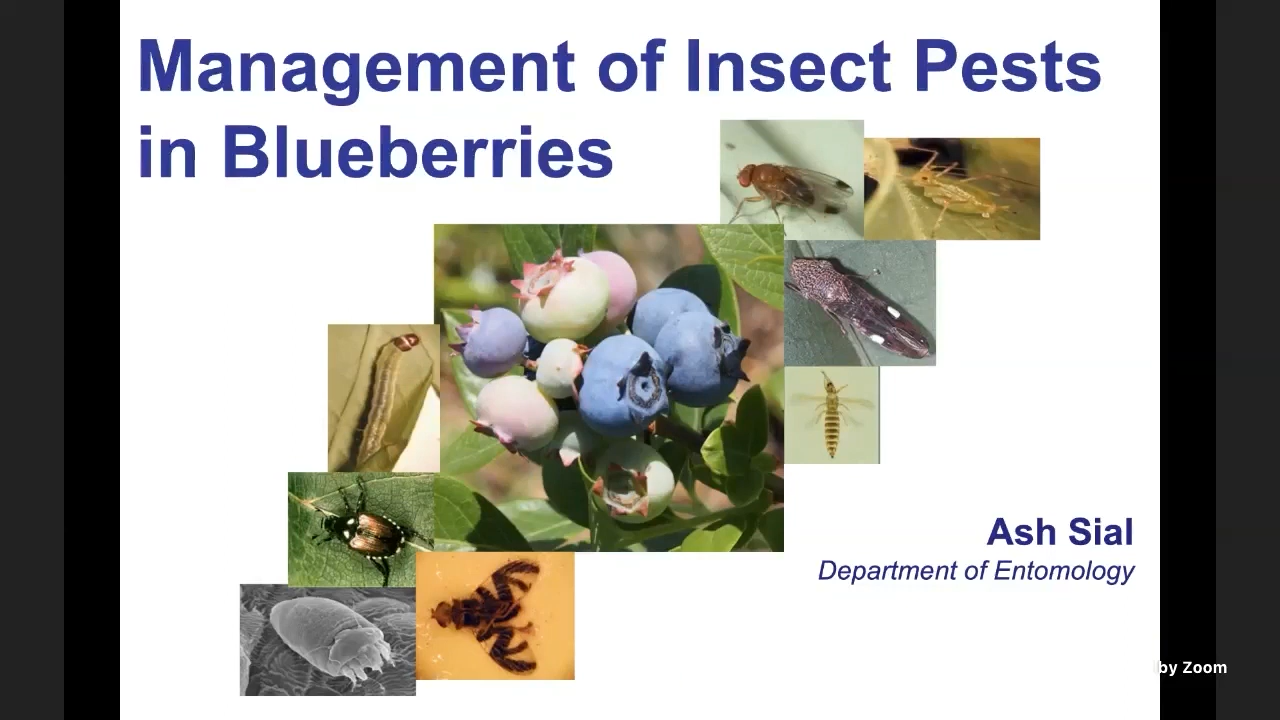 Management of Insect Pests
in Blueberries
Ash Sial
Department of Entomology
by Zoom